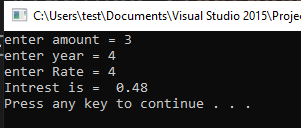 C:\Users\test\Documents\Visual Studio 2015\Projec
enter amount = 3
enter year = 4
enter Rate = 4
Intrest is =  0.48
Press any key to continue . . .